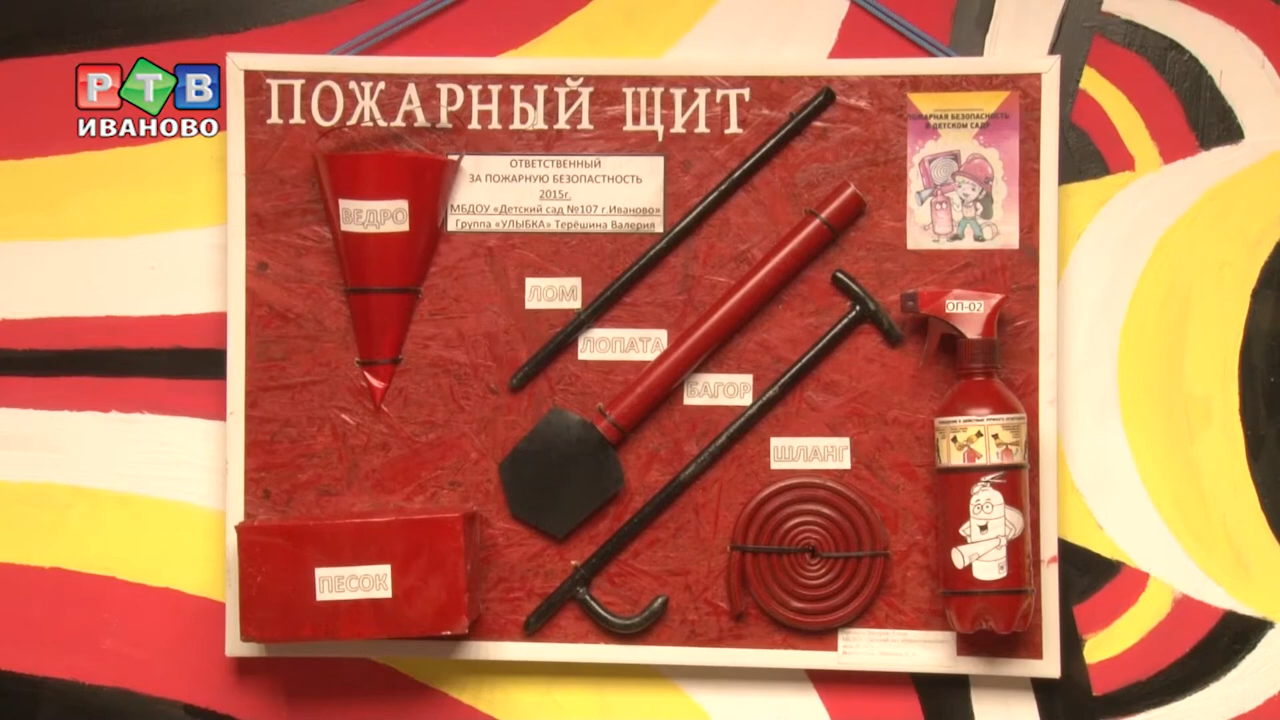 РТВ
ИВАНОВО
ПОЖАРНЫЙ ЩИТ
ОТВЕТСТВЕННЫЙ
ЗА ПОЖАРНУЮ БЕЗОПАСТНОСТЬ
2015г.
МБДОУ «Детский сад №107 г.Иваново»
Группа «УЛЫБКА» Терёшина Валерия
ПОЖАРНАЯ БЕЗОПАСНОСТЬ
В ДЕТСКОМ САДУ
ВЕДРО
ЛОМ
ЛОПАТА
БАГОР
ОП-02
ШЛАНГ
ПЕСОК